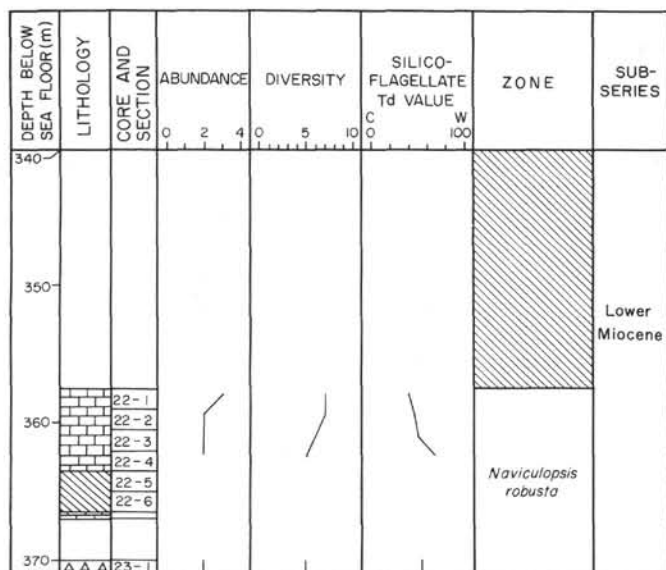 DEPTH BELOW
SEA FLOOR (m)
LITHOLOGY
CORE AND
SECTION
ABUNDANCE
0 2 4
DIVERSITY
0 5 10
SILICO-
FLAGELLATE
Td VALUE
C W
0 100
ZONE
SUB-
SERIES
340
350
360
370
22-1
22-2
22-3
22-4
22-5
22-6
23-1
Naviculopsis
robusta
Lower
Miocene